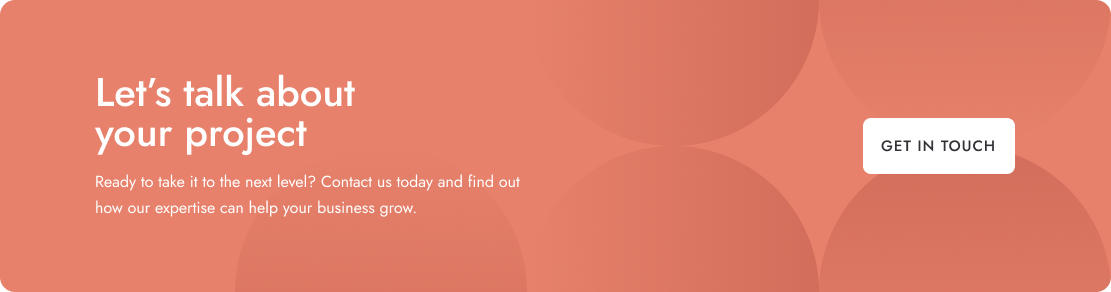 Let’s talk about
your project
Ready to take it to the next level? Contact us today and find out
how our expertise can help your business grow.
GET IN TOUCH